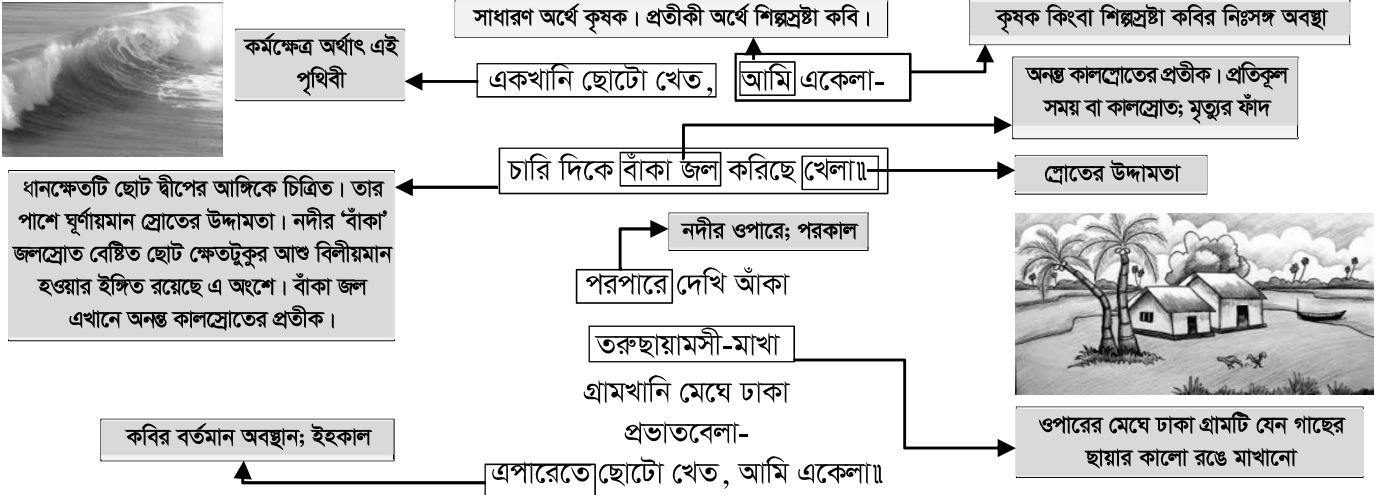 সাধারণ অর্থে কৃষক। প্রতীকী অর্থে শিল্পস্রষ্টা কবি।
কৃষক কিংবা শিল্পস্রষ্টা কবির নিঃসঙ্গ অবস্থা
কর্মক্ষেত্র অর্থাৎ এই
পৃথিবী
একখানি ছোটো খেত, আমি একেলা-
অনন্ত কালস্রোতের প্রতীক। প্রতিকূল
সময় বা কালস্রোত; মৃত্যুর ফাঁদ
চারি দিকে বাঁকা জল করিছে খেলা॥
স্রোতের উদ্দামতা
ধানক্ষেতটি ছোট দ্বীপের আঙ্গিকে চিত্রিত। তার
পাশে ঘূর্ণায়মান স্রোতের উদ্দামতা। নদীর ‘বাঁকা’
জলস্রোত বেষ্টিত ছোট ক্ষেতটুকুর আশু বিলীয়মান
হওয়ার ইঙ্গিত রয়েছে এ অংশে। বাঁকা জল
এখানে অনন্ত কালস্রোতের প্রতীক।
নদীর ওপারে; পরকাল
পরপারে দেখি আঁকা
তরুছায়ামসী-মাখা
গ্রামখানি মেঘে ঢাকা
প্রভাতবেলা-
এপারেতে ছোটো খেত, আমি একেলা॥
কবির বর্তমান অবস্থান; ইহকাল
ওপারের মেঘে ঢাকা গ্রামটি যেন গাছের
ছায়ার কালো রঙে মাখানো